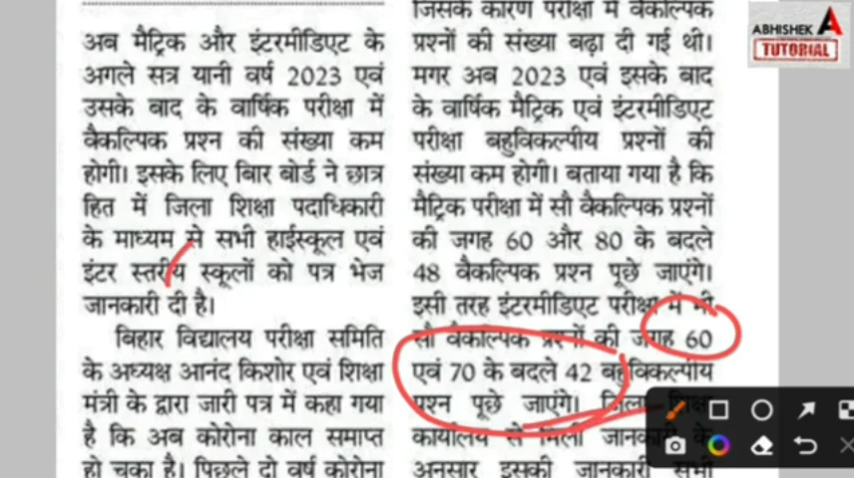 अब मैट्रिक और इंटरमीडिएट के
अगले सत्र यानी वर्ष 2023 एवं
उसके बाद के वार्षिक परीक्षा में
वैकल्पिक प्रश्न की संख्या कम
होगी। इसके लिए बिार बोर्ड ने छात्र
हित में जिला शिक्षा पदाधिकारी
के माध्यम से सभी हाईस्कूल एवं
इंटर स्तरीय स्कूलों को पत्र भेज
जानकारी दी है।
बिहार विद्यालय परीक्षा समिति
के अध्यक्ष आनंद किशोर एवं शिक्षा
मंत्री के द्वारा जारी पत्र में कहा गया
है कि अब कोरोना काल समाप्त
हो चका है। पिछले दो वर्ष कोरोना
जिसके कारण परीक्षा में वैकल्पिक
प्रश्नों की संख्या बढ़ा दी गई थी।
मगर अब 2023 एवं इसके बाद
के वार्षिक मैट्रिक एवं इंटरमीडिएट
परीक्षा बहुविकल्पीय प्रश्नों की
संख्या कम होगी। बताया गया है कि
मैट्रिक परीक्षा में सौ वैकल्पिक प्रश्नों
की जगह 60 और 80 के बदले
48 वैकल्पिक प्रश्न पूछे जाएंगे।
इसी तरह इंटरमीडिएट परीक्षा में भी
सौ वैकल्पिक प्रश्नों की जगह 60
एवं 70 के बदले 42 बहुविकल्पीय
प्रश्न पूछे जाएंगे। जिला शिक्षा
कार्यालय से मिली जानकारी के
अनसार इसकी जानकारी सभी
ABHISHEK A
TUTORIAL